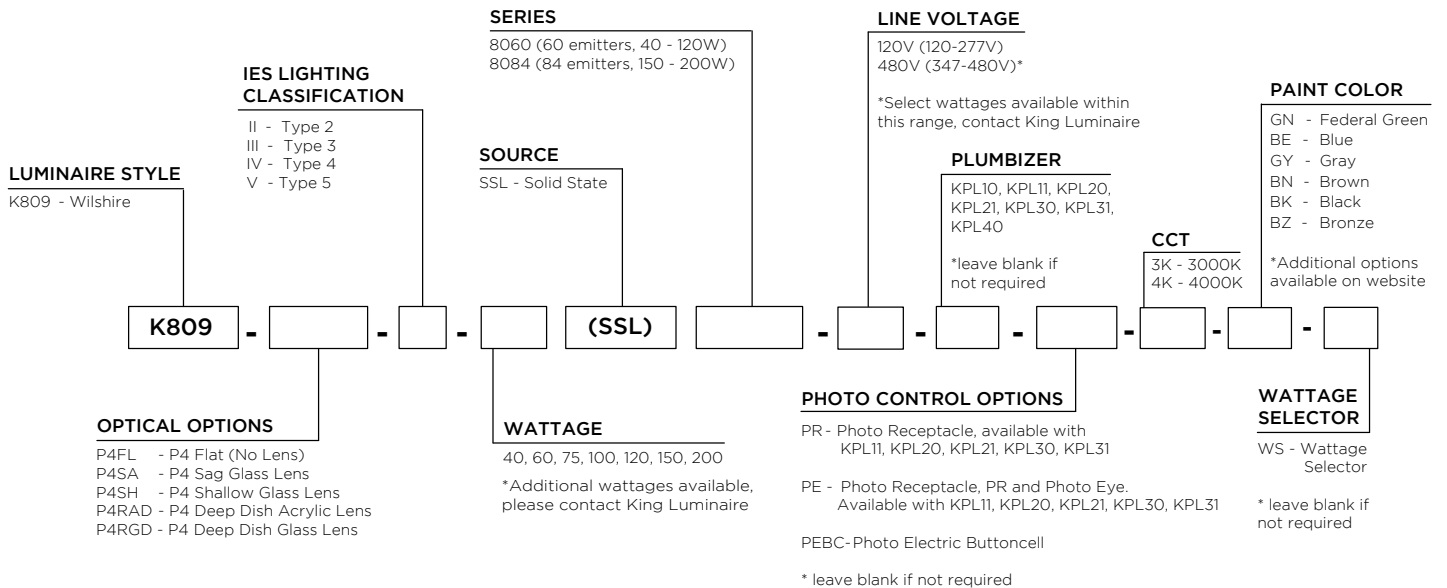 SERIES
8060 (60 emitters, 40 - 120W)
8084 (84 emitters, 150 - 200W)
LINE VOLTAGE
120V (120-277V)
480V (347-480V)*
*Select wattages available within
this range, contact King Luminaire
IES LIGHTING
CLASSIFICATION
II - Type 2
III - Type 3
IV - Type 4
V - Type 5
PAINT COLOR
GN - Federal Green
BE - Blue
GY - Gray
BN - Brown
BK - Black
BZ - Bronze
*Additional options
available on website
LUMINAIRE STYLE
K809 - Wilshire
SOURCE
SSL - Solid State
PLUMBIZER
KPL10, KPL11, KPL20,
KPL21, KPL30, KPL31,
KPL40
*leave blank if
not required
CCT
3K - 3000K
4K - 4000K
K809 - - - (SSL) - - - - - -
OPTICAL OPTIONS
P4FL - P4 Flat (No Lens)
P4SA - P4 Sag Glass Lens
P4SH - P4 Shallow Glass Lens
P4RAD - P4 Deep Dish Acrylic Lens
P4RGD - P4 Deep Dish Glass Lens
WATTAGE
40, 60, 75, 100, 120, 150, 200
*Additional wattages available,
please contact King Luminaire
PHOTO CONTROL OPTIONS
PR - Photo Receptacle, available with
KPL11, KPL20, KPL21, KPL30, KPL31
PE - Photo Receptacle, PR and Photo Eye.
Available with KPL11, KPL20, KPL21, KPL30, KPL31
PEBC-Photo Electric Buttoncell
* leave blank if not required
WATTAGE
SELECTOR
WS - Wattage
Selector
* leave blank if
not required